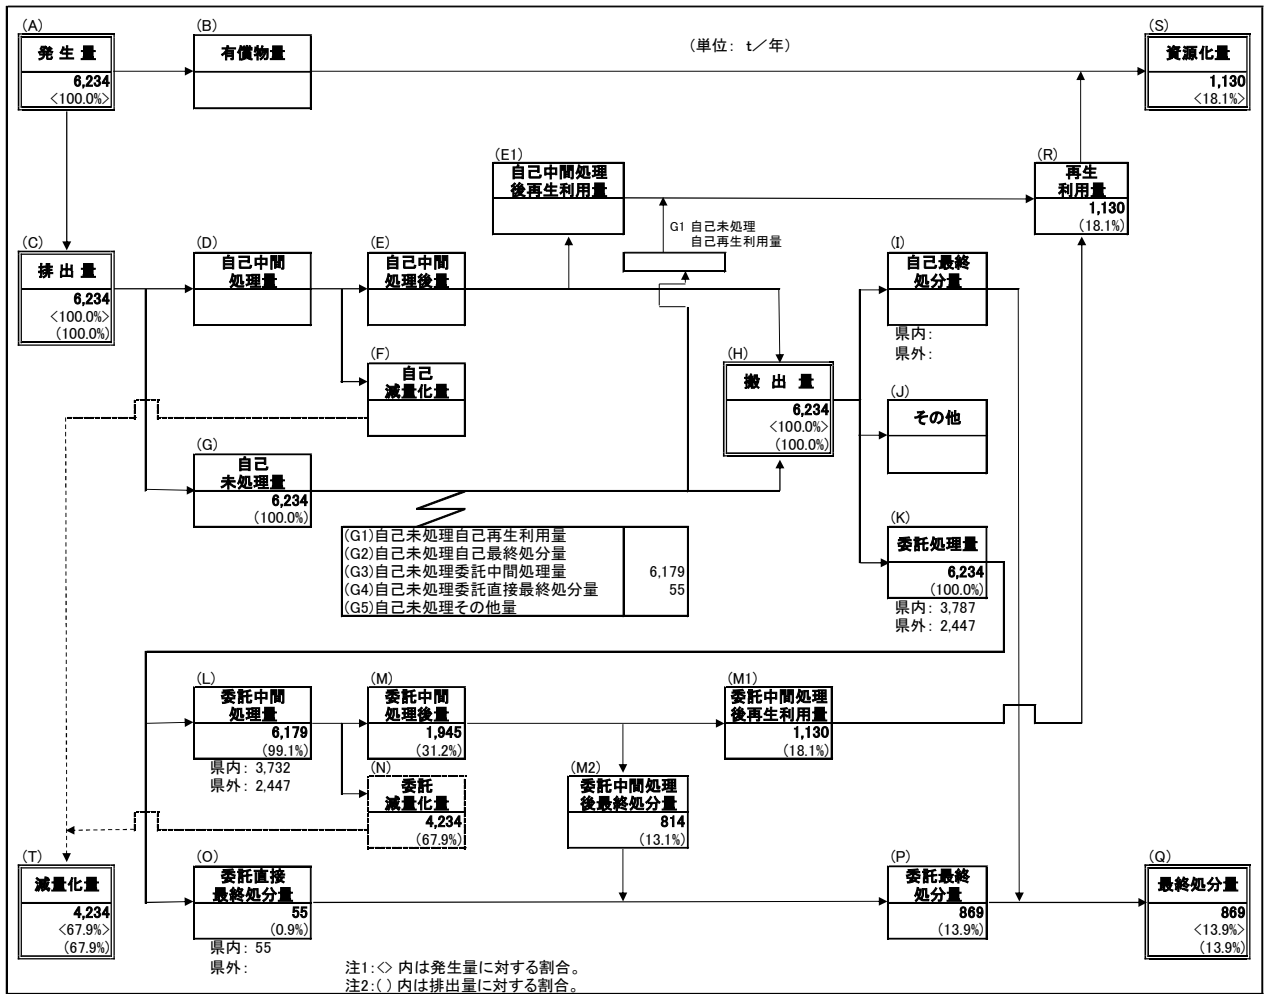 (A)
発 生 量
6,234
<100.0%>
(B)
有償物量
(単位： t／年)
(S)
資源化量
1,130
<18.1%>
(E1)
自己中間処理
後再生利用量
(R)
再生
利用量
1,130
(18.1%)
G1 自己未処理
自己再生利用量
(C)
排 出 量
6,234
<100.0%>
(100.0%)
(D)
自己中間
処理量
(E)
自己中間
処理後量
(I)
自己最終
処分量
県内：
県外：
(F)
自己
減量化量
(H)
搬 出 量
6,234
<100.0%>
(100.0%)
(J)
その他
(G)
自己
未処理量
6,234
(100.0%)
(G1)自己未処理自己再生利用量
(G2)自己未処理自己最終処分量
(G3)自己未処理委託中間処理量 6,179
(G4)自己未処理委託直接最終処分量 55
(G5)自己未処理その他量
(K)
委託処理量
6,234
(100.0%)
県内： 3,787
県外： 2,447
(L)
委託中間
処理量
6,179
(99.1%)
県内： 3,732
県外： 2,447
(M)
委託中間
処理後量
1,945
(31.2%)
(M1)
委託中間処理
後再生利用量
1,130
(18.1%)
(N)
委託
減量化量
4,234
(67.9%)
(M2)
委託中間処理
後最終処分量
814
(13.1%)
(T)
減量化量
4,234
<67.9%>
(67.9%)
(O)
委託直接
最終処分量
55
(0.9%)
県内： 55
県外：
(P)
委託最終
処分量
869
(13.9%)
(Q)
最終処分量
869
<13.9%>
(13.9%)
注1：<> 内は発生量に対する割合。
注2：( ) 内は排出量に対する割合。